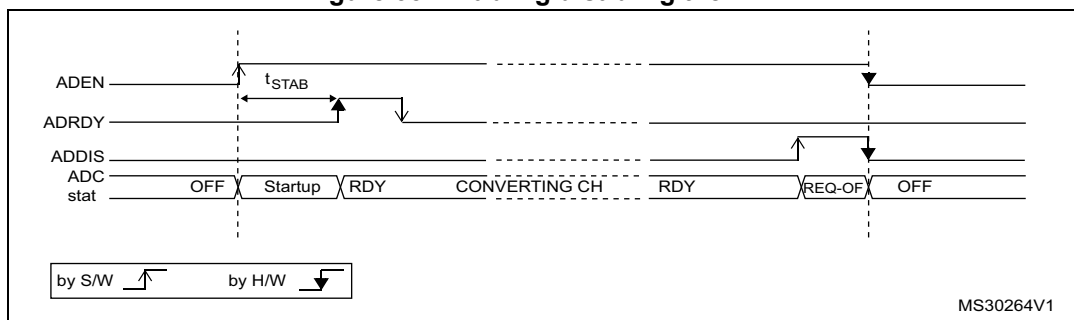 ADEN
tSTAB
ADRDY
ADDIS
ADC
stat
OFF Startup RDY CONVERTING CH RDY REQ-OF OFF
by S/W by H/W
MS30264V1